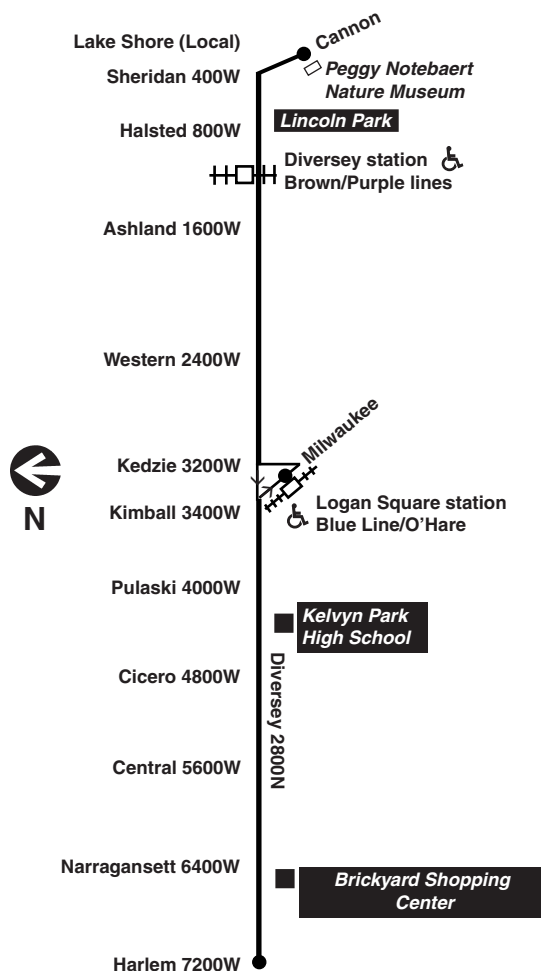 Lake Shore (Local)
Cannon
Sheridan 400W
Peggy Notebaert
Nature Museum
Lincoln Park
Halsted 800W
Diversey station
Brown/Purple lines
Ashland 1600W
Western 2400W
Milwaukee
Kedzie 3200W
N
Logan Square station
Blue Line/O'Hare
Kimball 3400W
Pulaski 4000W
Kelvyn Park
High School
Diversey 2800N
Cicero 4800W
Central 5600W
Narragansett 6400W
Brickyard Shopping
Center
Harlem 7200W